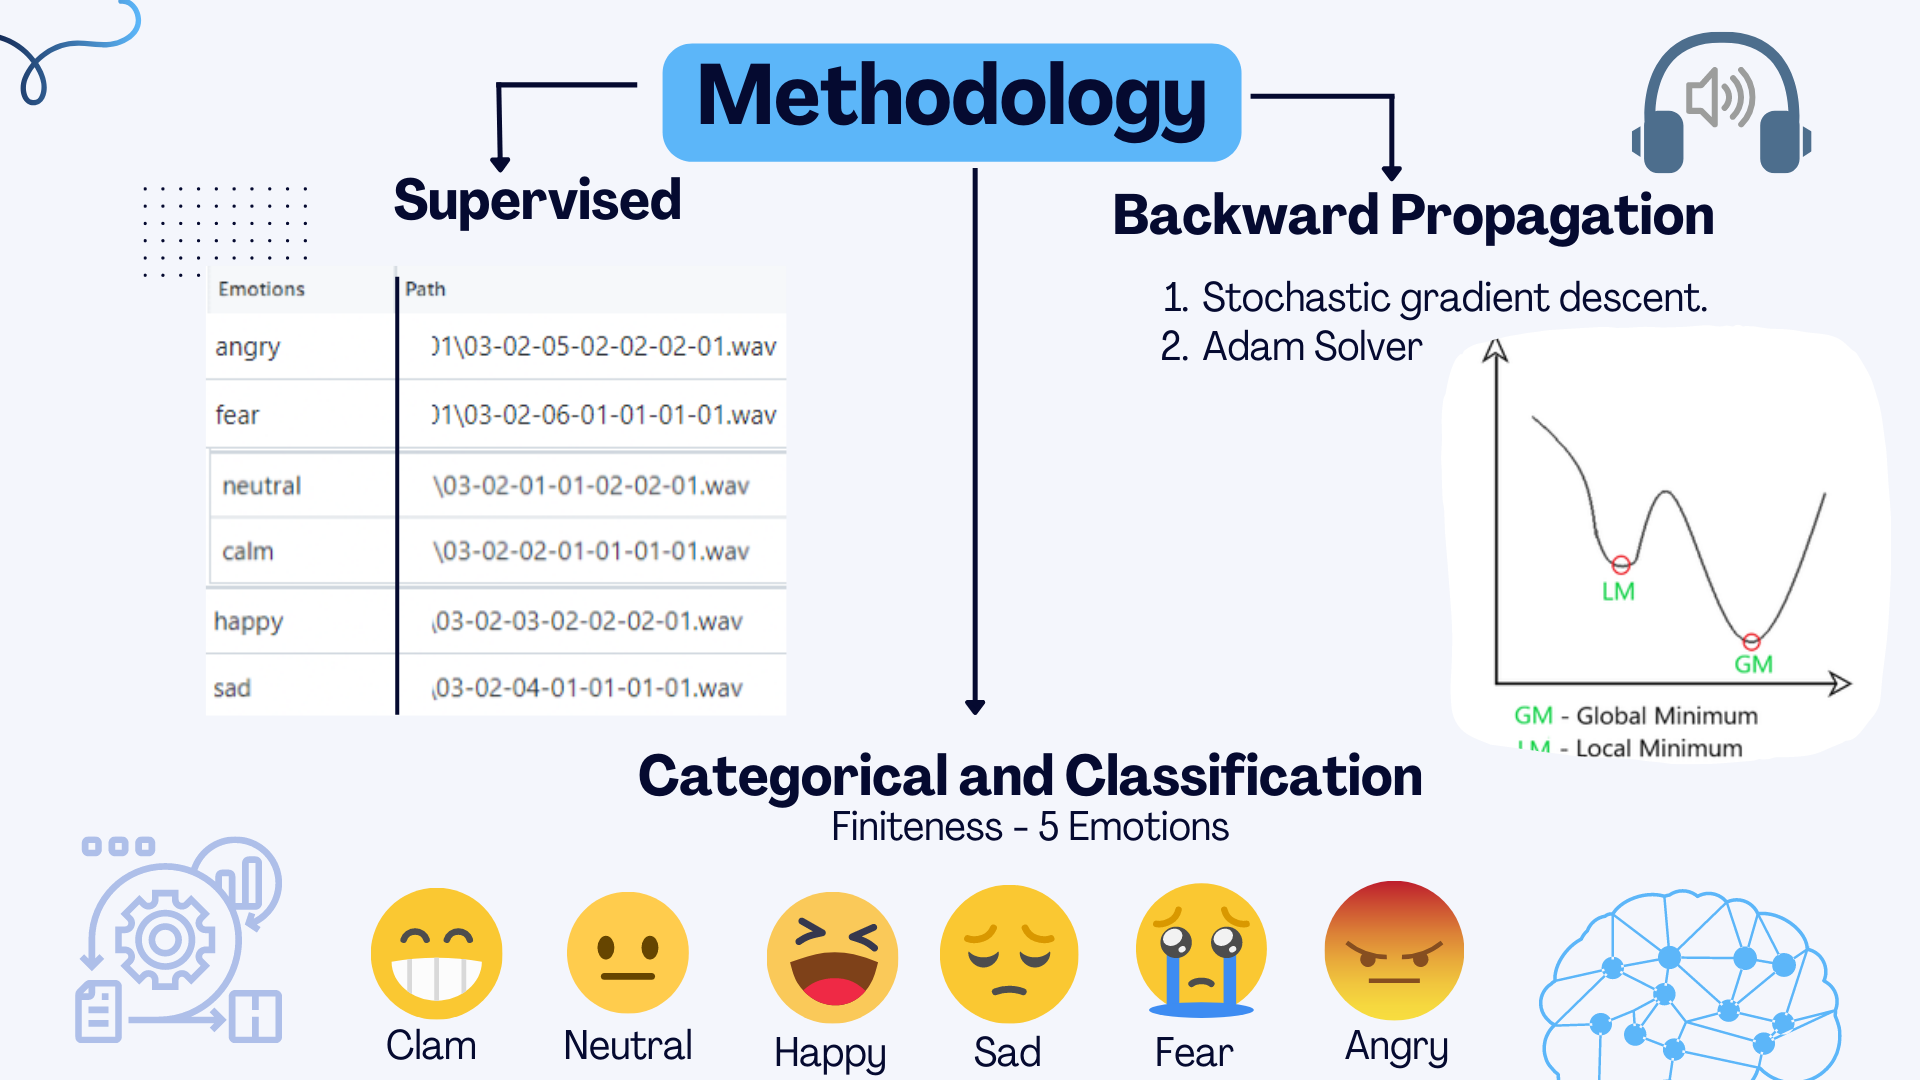 Methodology
Supervised
Emotions Path
angry 01\03-02-05-02-02-02-01.wav
fear 01\03-02-06-01-01-01-01.wav
neutral \03-02-01-01-02-02-01.wav
calm \03-02-02-01-01-01-01.wav
happy \03-02-03-02-02-02-01.wav
sad \03-02-04-01-01-01-01.wav
Backward Propagation
1. Stochastic gradient descent.
2. Adam Solver
LM
GM
GM - Global Minimum
LM - Local Minimum
Categorical and Classification
Finiteness - 5 Emotions
Clam Neutral Happy Sad Fear Angry